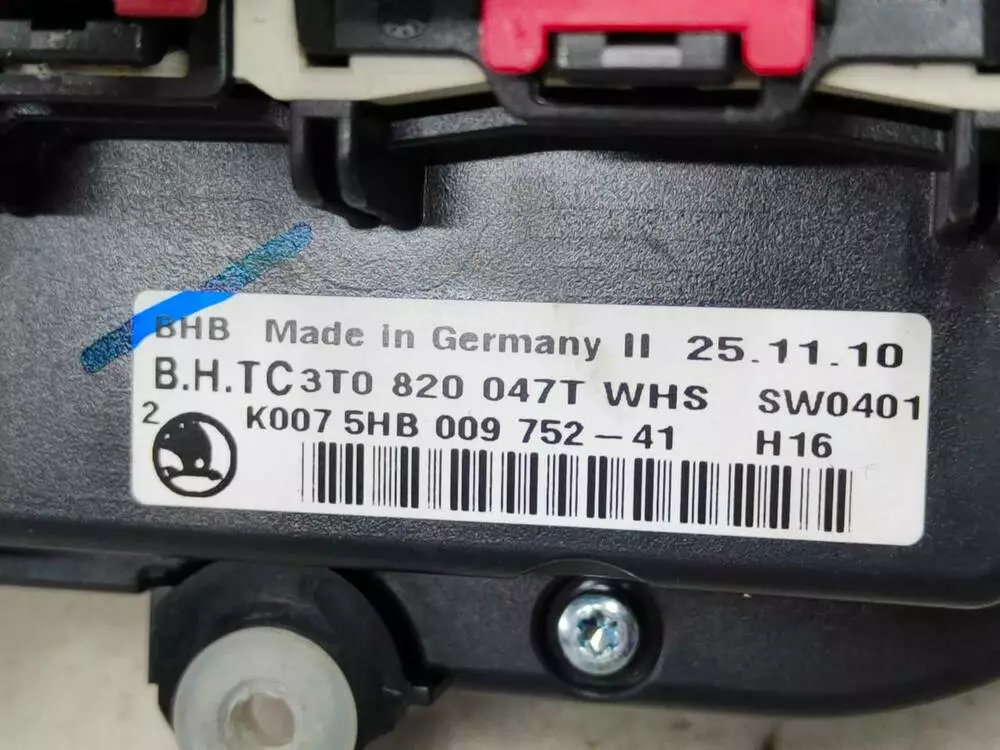 BHB Made in Germany II 25.11.10
B.H.TC 3T0 820 047T WHS SW0401
2 K007 5HB 009 752-41 H16